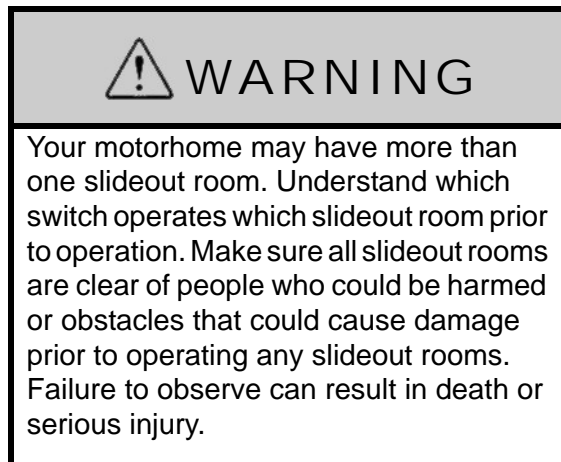 WARNING
Your motorhome may have more than
one slideout room. Understand which
switch operates which slideout room prior
to operation. Make sure all slideout rooms
are clear of people who could be harmed
or obstacles that could cause damage
prior to operating any slideout rooms.
Failure to observe can result in death or
serious injury.